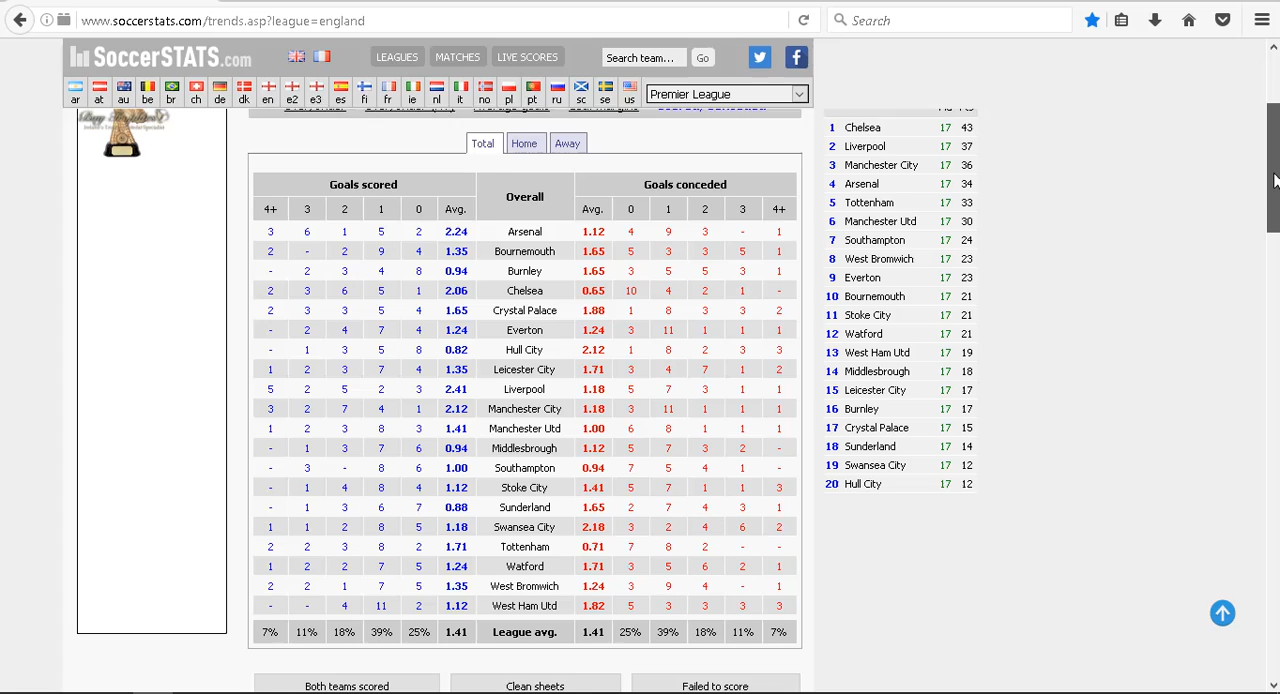 www.soccerstats.com/trends.asp?league=england
Search
SoccerSTATS.com
LEAGUES MATCHES LIVE SCORES
Search team... Go
ar at au be br ch de dk en e2 e3 es fi fr ie nl it no pl pt ru sc se us
Premier League
Total Home Away
Goals scored Overall Goals conceded
4+ 3 2 1 0 Avg. Avg. 0 1 2 3 4+
3 6 1 5 2 2.24 Arsenal 1.12 4 9 3 - 1
2 - 2 9 4 1.35 Bournemouth 1.65 5 3 3 5 1
- 2 3 4 8 0.94 Burnley 1.65 3 5 5 3 1
2 3 6 5 1 2.06 Chelsea 0.65 10 4 2 1 -
2 3 3 5 4 1.65 Crystal Palace 1.88 1 8 3 3 2
- 2 4 7 4 1.24 Everton 1.24 3 11 1 1 1
- 1 3 5 8 0.82 Hull City 2.12 1 8 2 3 3
1 2 3 7 4 1.35 Leicester City 1.71 3 4 7 1 2
5 2 5 2 3 2.41 Liverpool 1.18 5 7 3 1 1
3 2 7 4 1 2.12 Manchester City 1.18 3 11 1 1 1
1 2 3 8 3 1.41 Manchester Utd 1.00 6 8 1 1 1
- 1 3 7 6 0.94 Middlesbrough 1.12 5 7 3 2 -
- 3 - 8 6 1.00 Southampton 0.94 7 5 4 1 -
- 1 4 8 4 1.12 Stoke City 1.41 5 7 1 1 3
- 1 3 6 7 0.88 Sunderland 1.65 2 7 4 3 1
1 1 2 8 5 1.18 Swansea City 2.18 3 2 4 6 2
2 2 3 8 2 1.71 Tottenham 0.71 7 8 2 - -
1 2 2 7 5 1.24 Watford 1.71 3 5 6 2 1
2 2 1 7 5 1.35 West Bromwich 1.24 3 9 4 - 1
- - 4 11 2 1.12 West Ham Utd 1.82 5 3 3 3 3
7% 11% 18% 39% 25% 1.41 League avg. 1.41 25% 39% 18% 11% 7%
Both teams scored Clean sheets Failed to score
1 Chelsea 17 43
2 Liverpool 17 37
3 Manchester City 17 36
4 Arsenal 17 34
5 Tottenham 17 33
6 Manchester Utd 17 30
7 Southampton 17 24
8 West Bromwich 17 23
9 Everton 17 23
10 Bournemouth 17 21
11 Stoke City 17 21
12 Watford 17 21
13 West Ham Utd 17 19
14 Middlesbrough 17 18
15 Leicester City 17 17
16 Burnley 17 17
17 Crystal Palace 17 15
18 Sunderland 17 14
19 Swansea City 17 12
20 Hull City 17 12